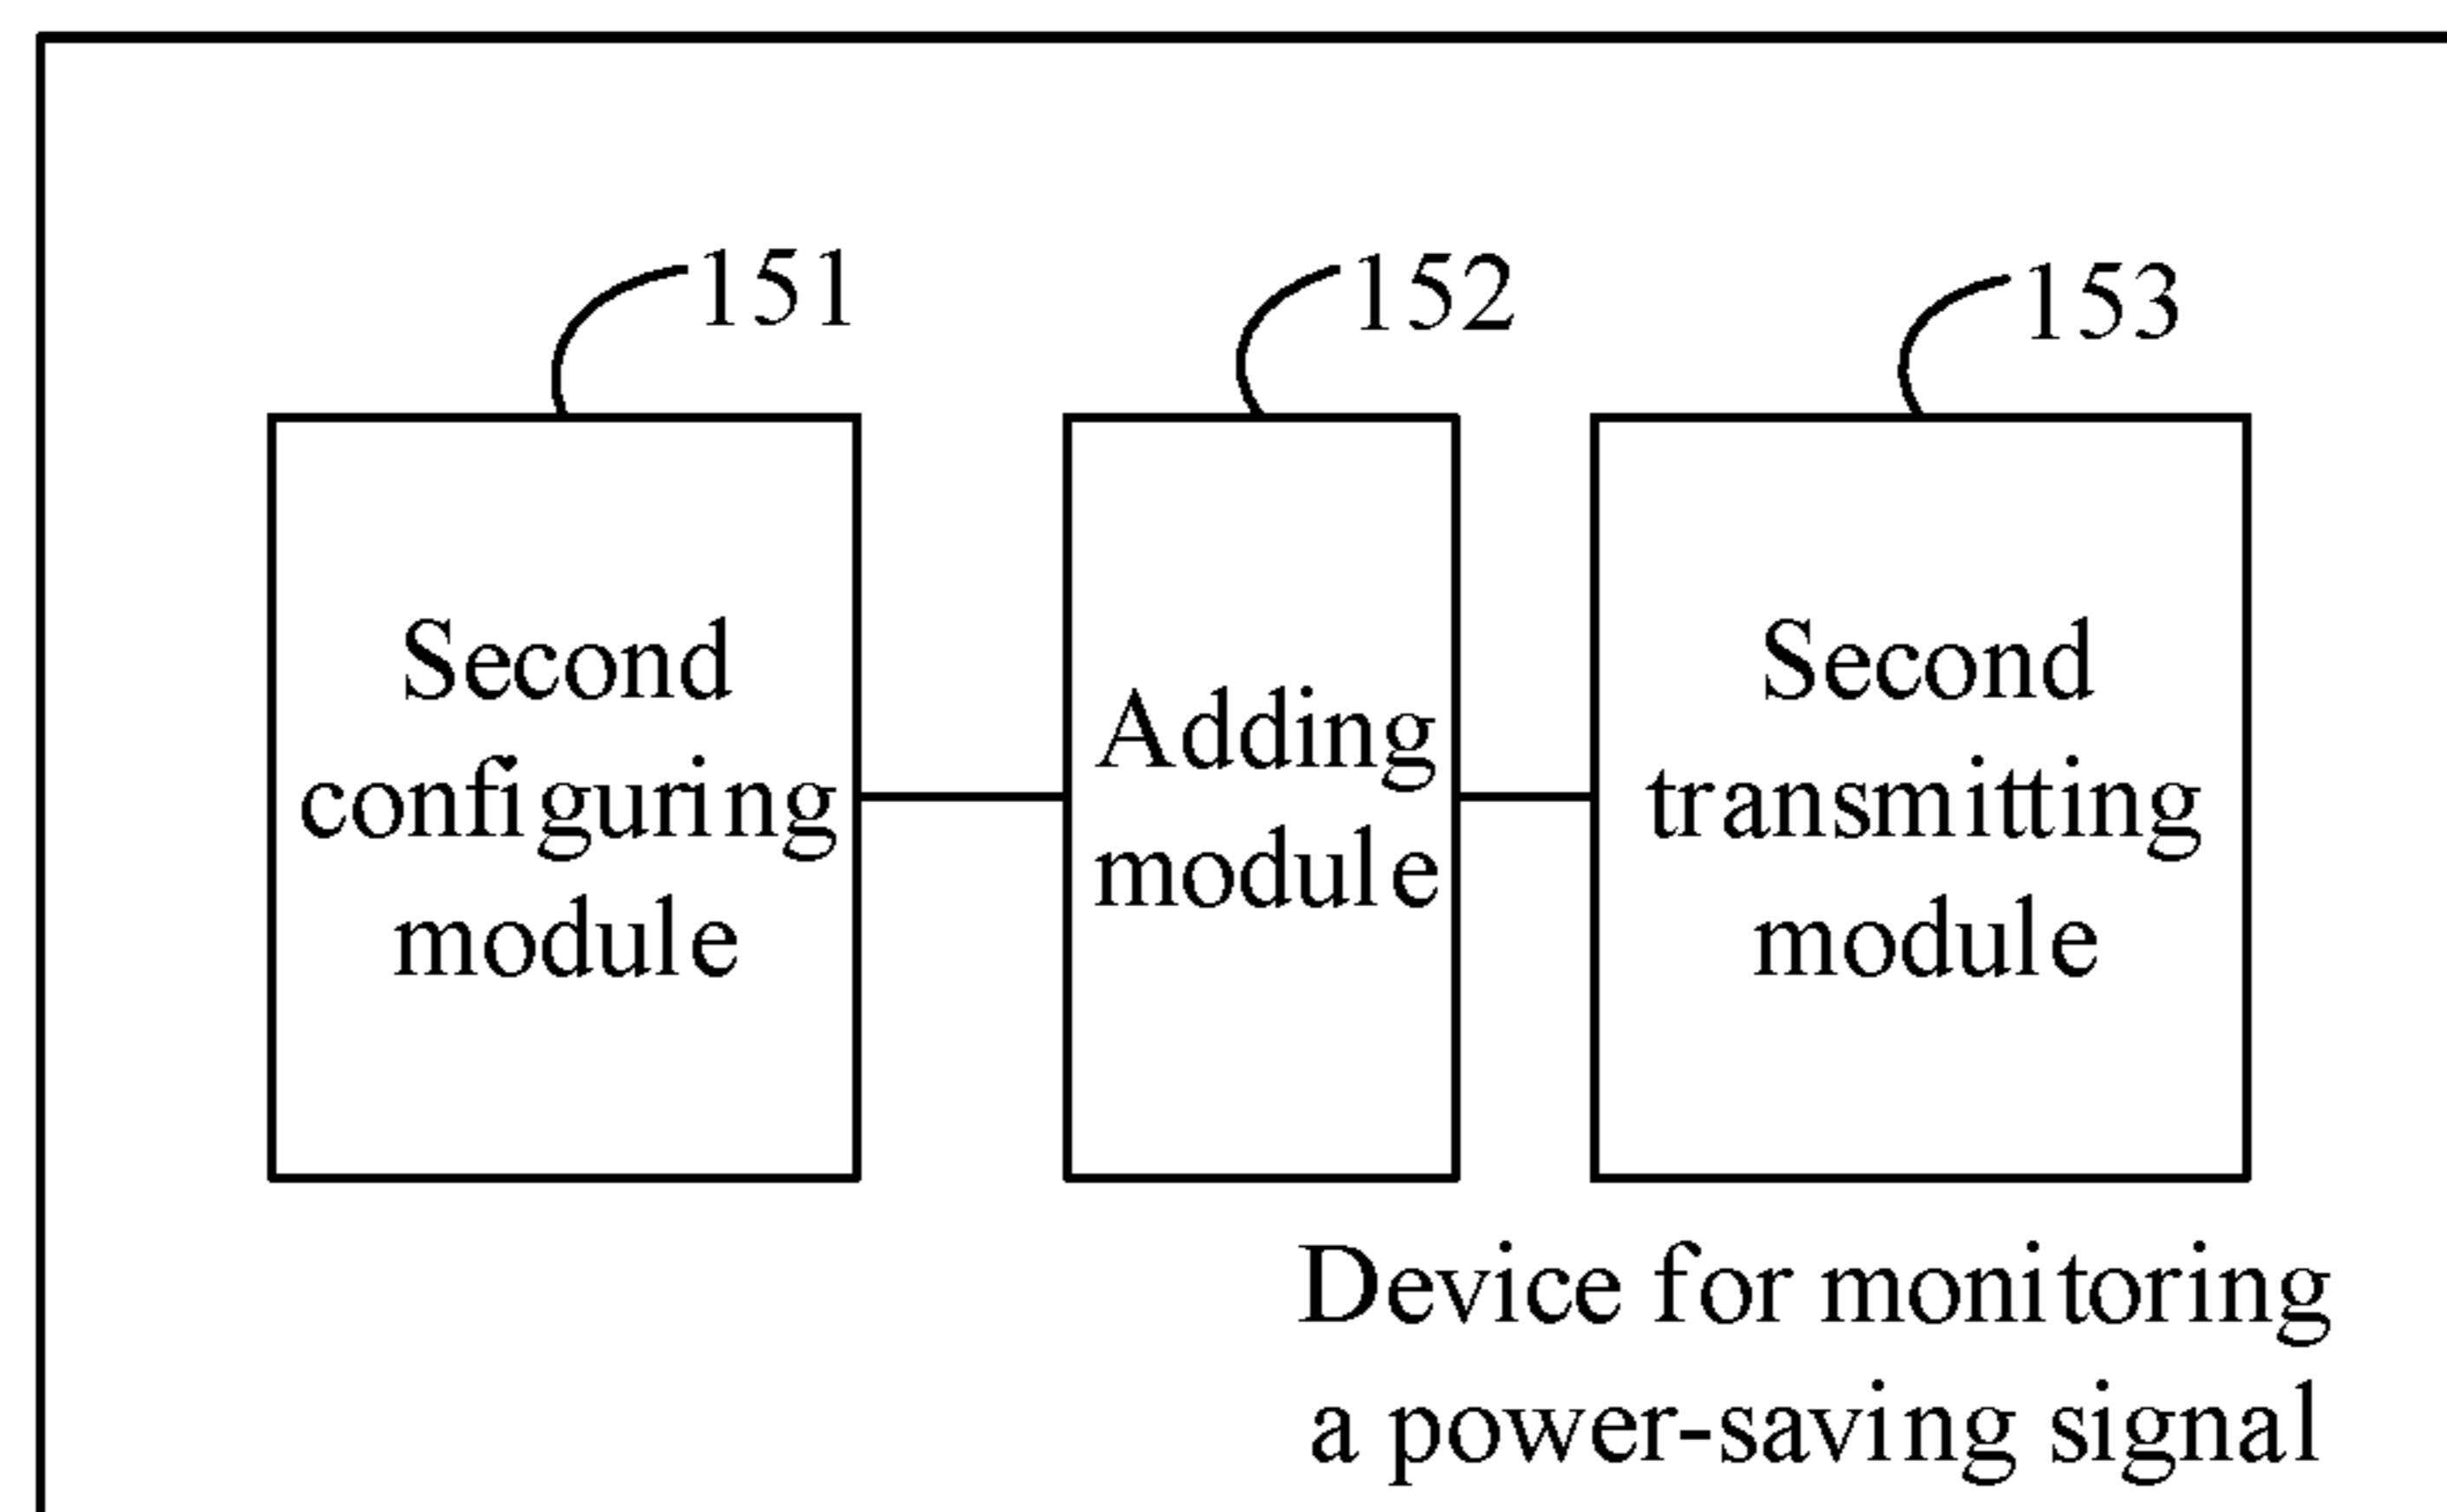 151
152
153
Second
configuring
module
Adding
module
Second
transmitting
module
Device for monitoring
a power-saving signal